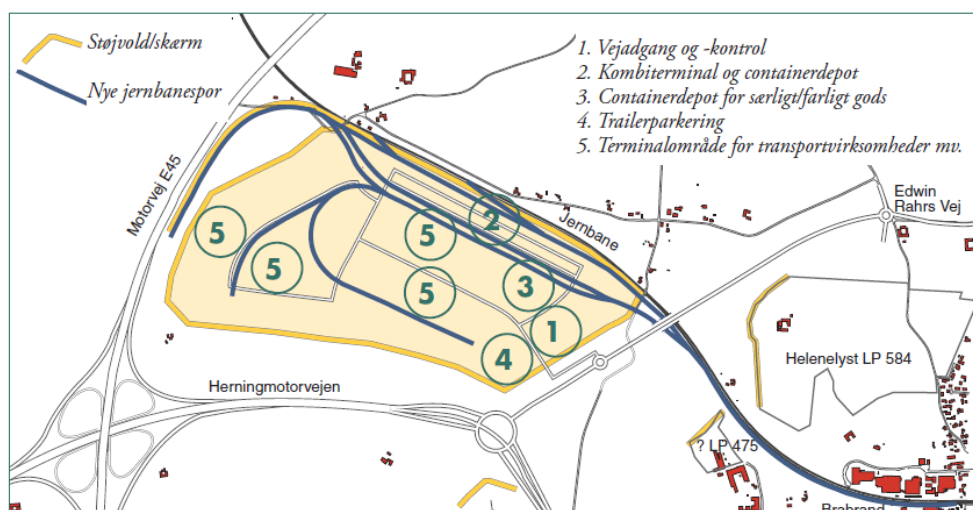 Støjvold/skærm
Nye jernbanespor
1. Vejadgang og -kontrol
2. Kombiterminal og containerdepot
3. Containerdepot for særligt/farligt gods
4. Trailerparkering
5. Terminalområde for transportvirksomheder mv.
Motorvej E45
Edwin
Rahrs Vej
Jernbane
2
5
5
5
3
5
1
4
Helenelyst LP 584
Herningmotorvejen
? LP 475
Brabrand